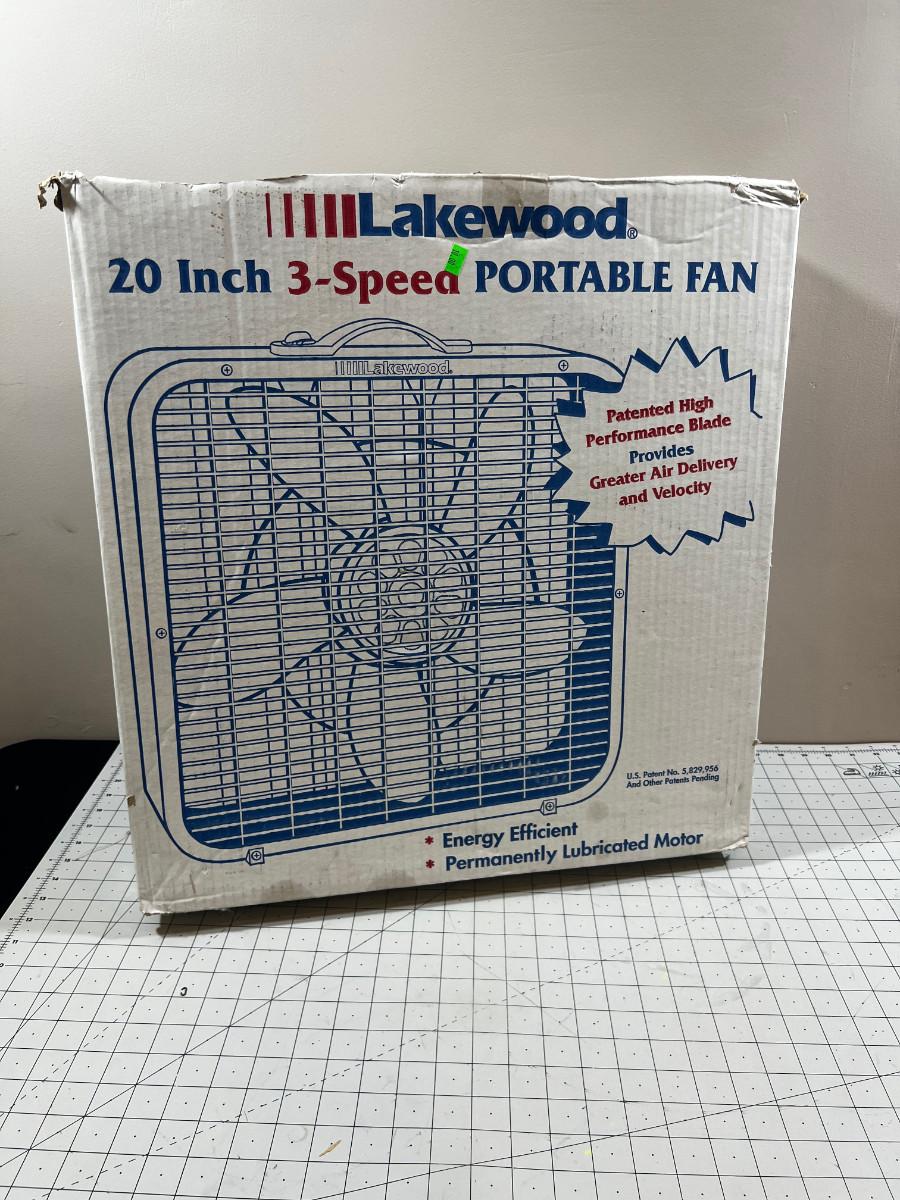 Lakewood®
20 Inch 3-Speed PORTABLE FAN
Lakewood®
Patented High
Performance Blade
Provides
Greater Air Delivery
and Velocity
U.S. Patent No. 5,829,956
And Other Patents Pending
* Energy Efficient
* Permanently Lubricated Motor